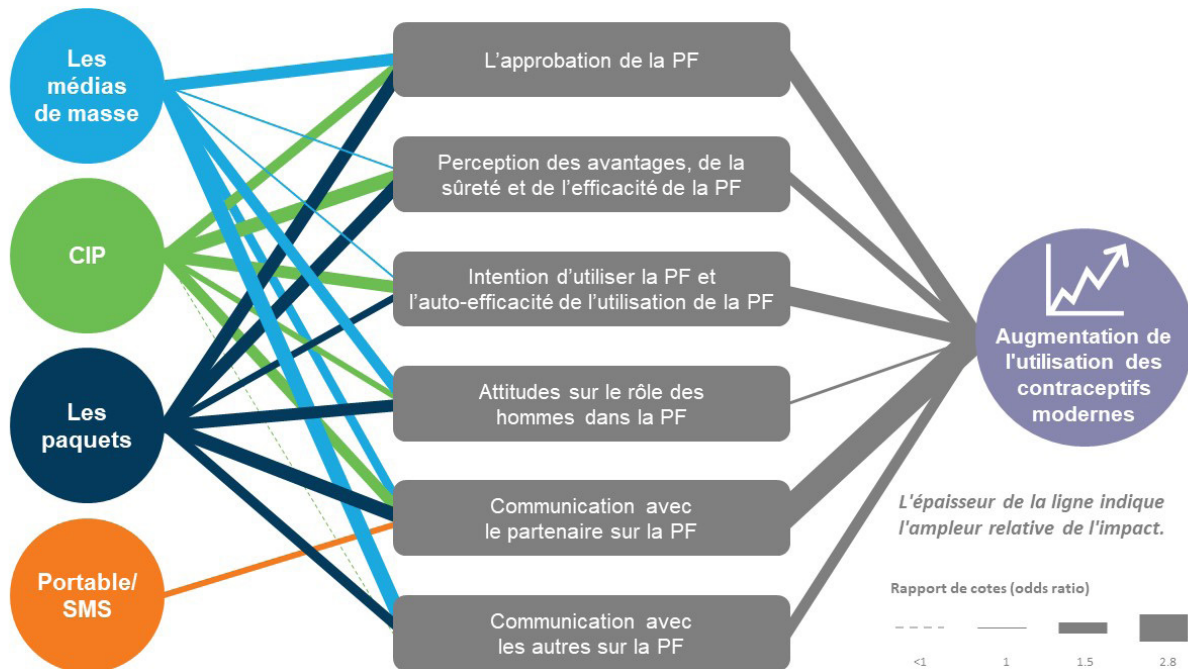 Les
médias
de masse
CIP
Les
paquets
Portable/
SMS
L’approbation de la PF
Perception des avantages, de la
sûreté et de l’efficacité de la PF
Intention d’utiliser la PF et
l’auto-efficacité de l’utilisation de la PF
Attitudes sur le rôle des
hommes dans la PF
Communication avec
le partenaire sur la PF
Communication avec
les autres sur la PF
Augmentation de
l'utilisation des
contraceptifs
modernes
L'épaisseur de la ligne indique
l'ampleur relative de l'impact.
Rapport de cotes (odds ratio)
<1 1 1.5 2.8